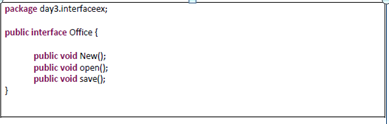 package day3.interfaceex;
public interface Office {
public void New();
public void open();
public void save();
}